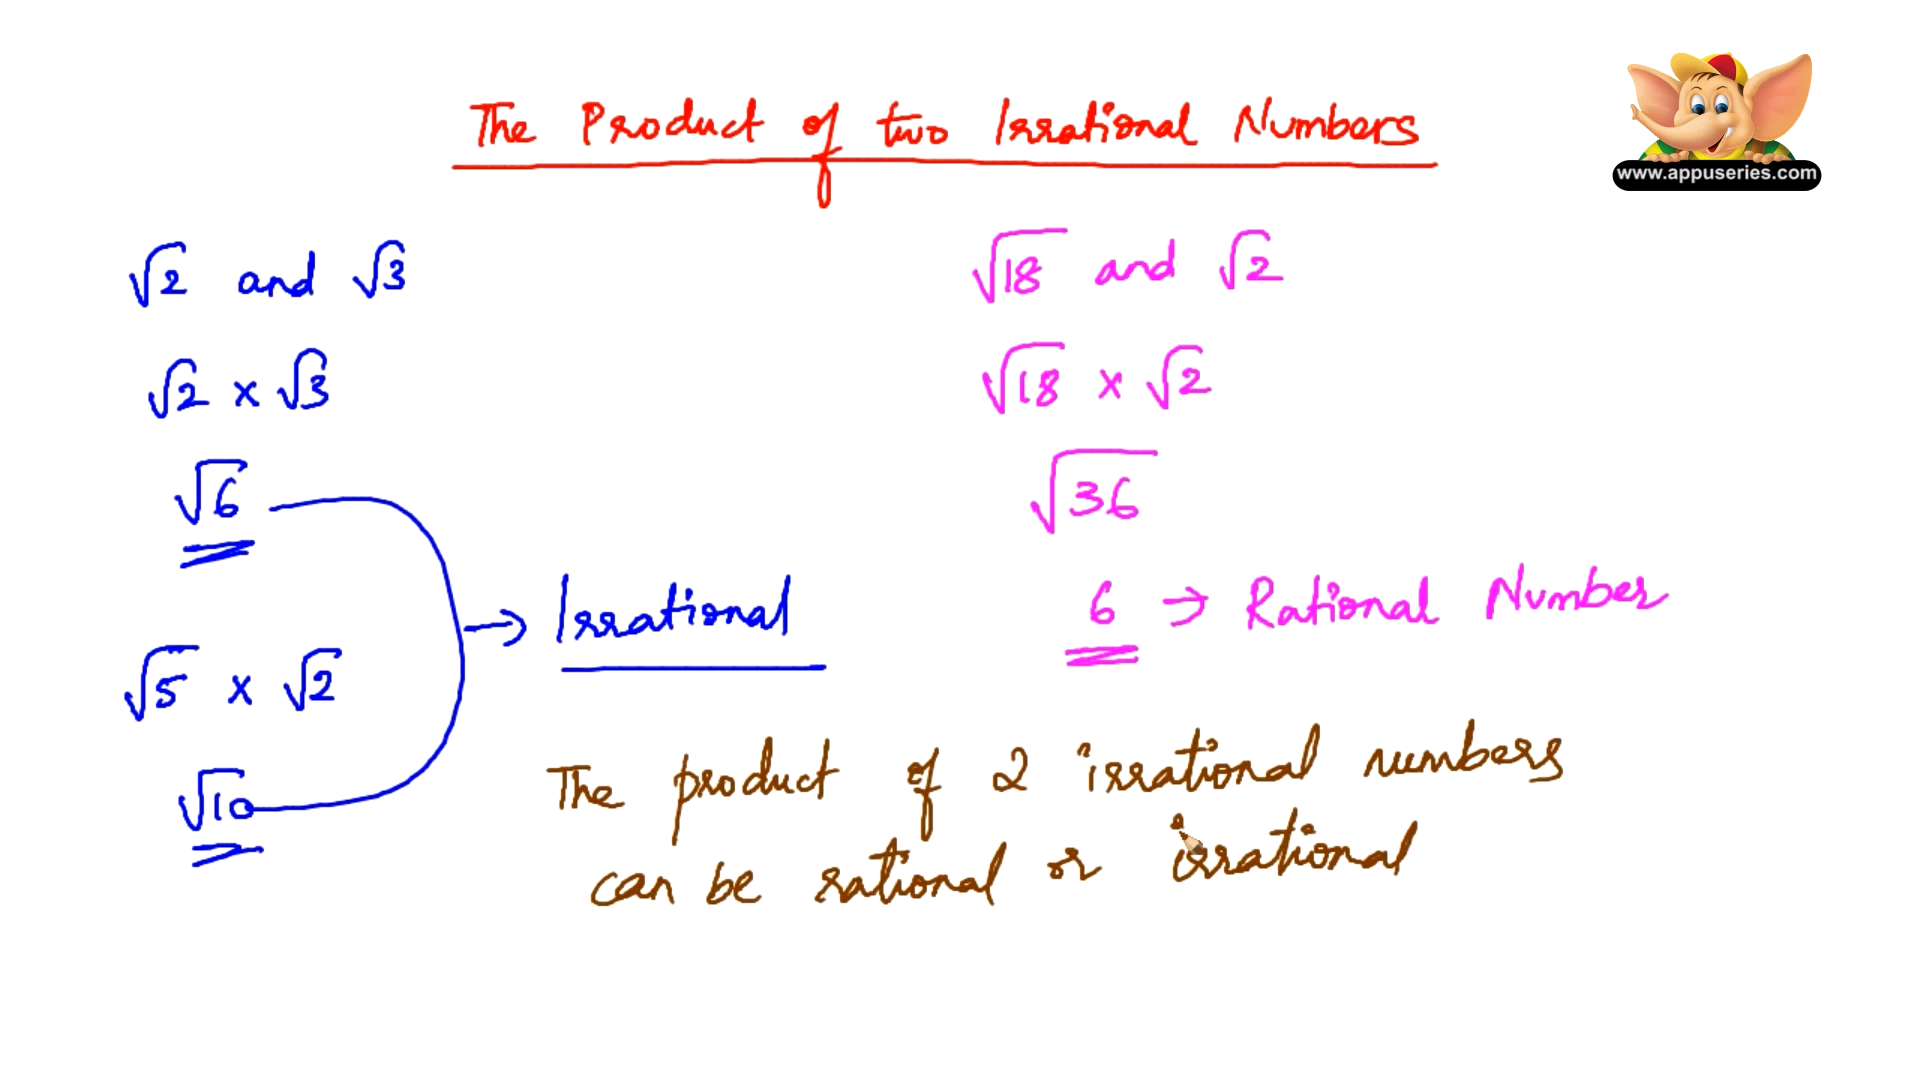 The Product of two Irrational Numbers
www.appuseries.com
√2 and √3
√2 x √3
√6
√5 x √2
√10
→ Irrational
√18 and √2
√18 x √2
√36
6 → Rational Number
The product of 2 irrational numbers
can be rational or irrational